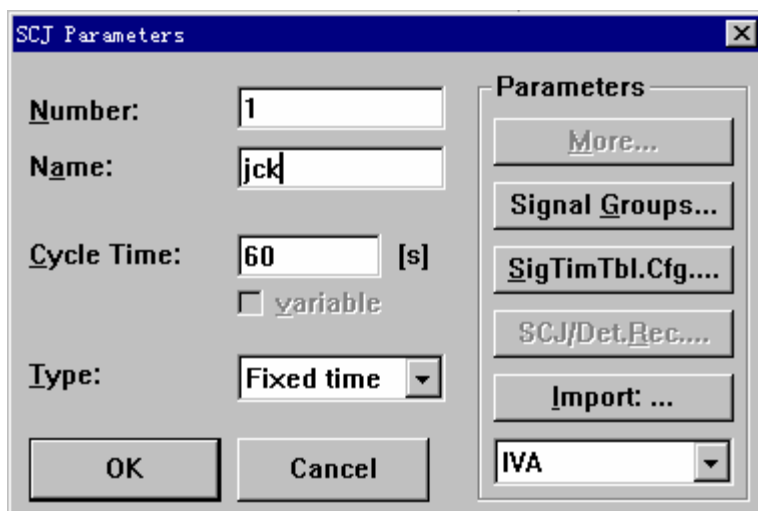 SCJ Parameters
Number: 1
Name: jck
Cycle Time: 60 [s]
variable
Type: Fixed time
OK Cancel
Parameters
More...
Signal Groups...
SigTimTbl.Cfg....
SCJ/Det.Rec....
Import: ...
IVA